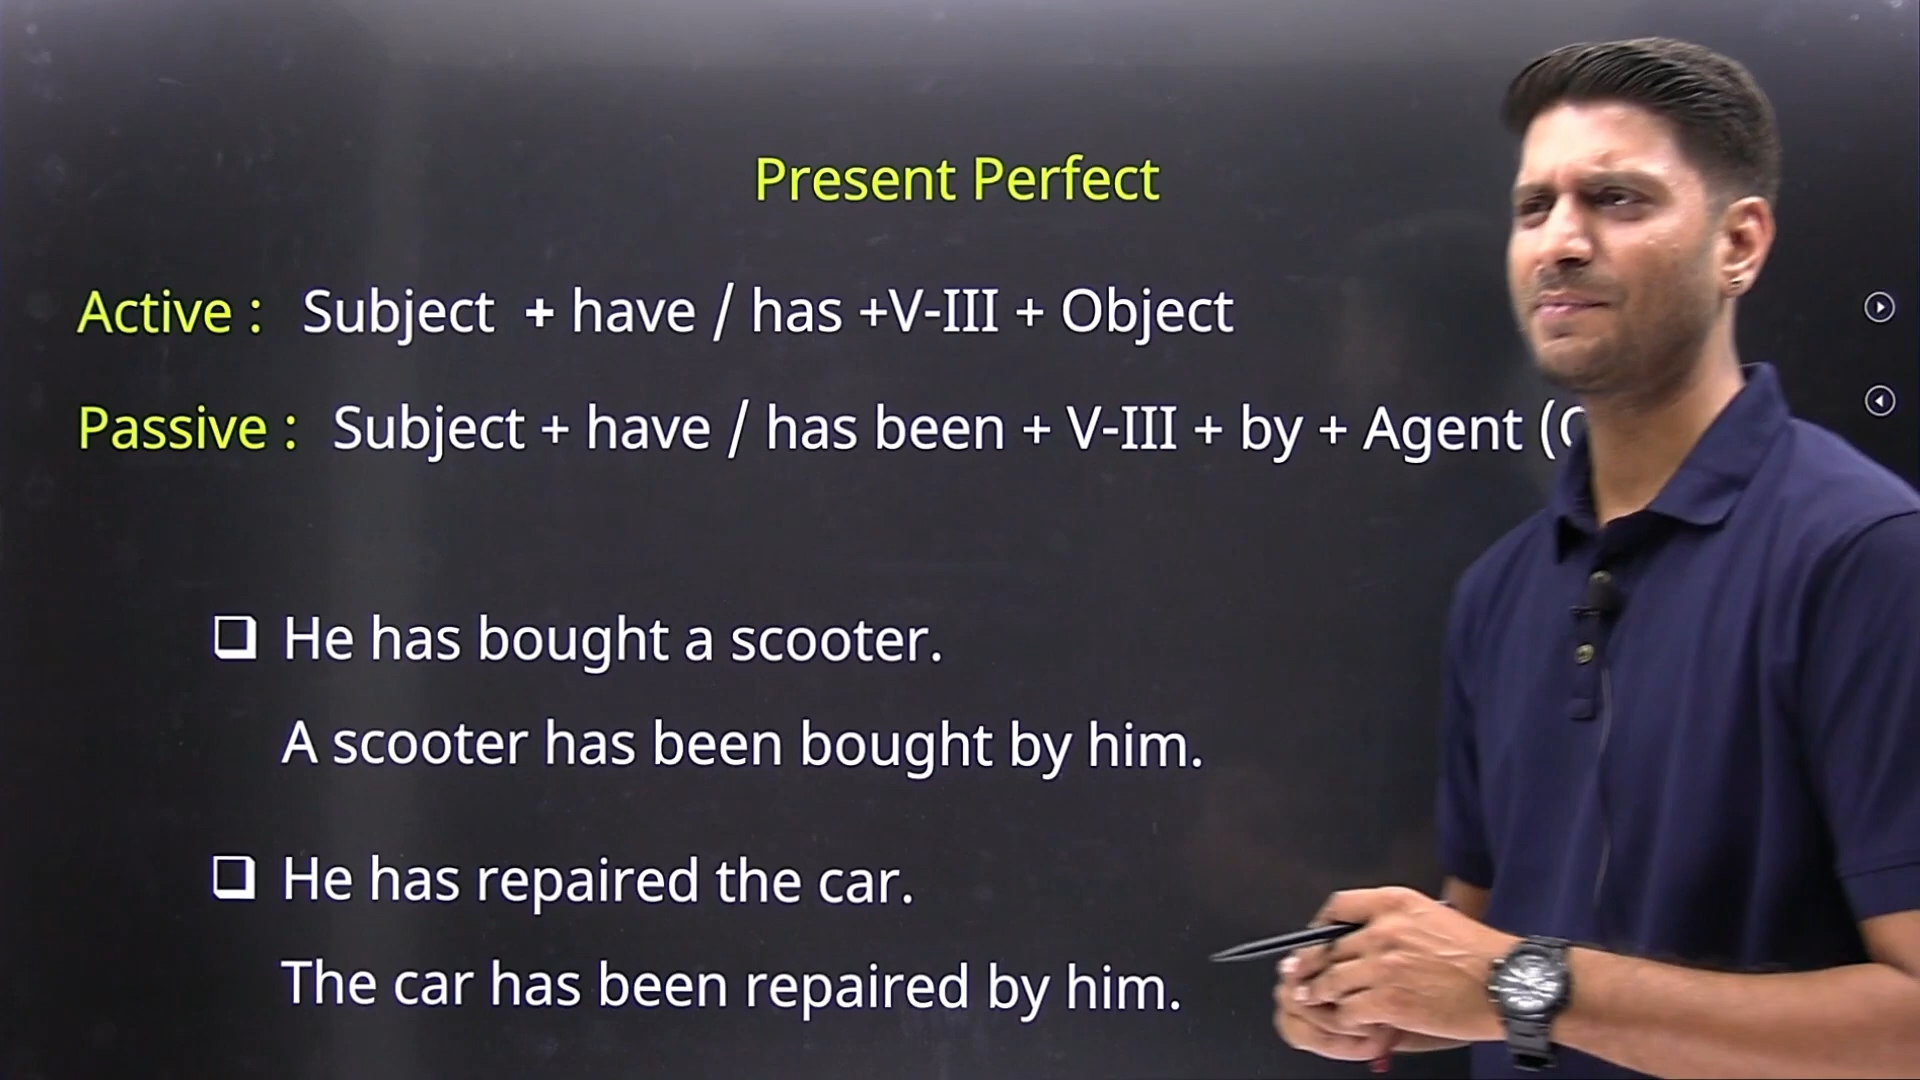 Present Perfect
Active : Subject + have / has +V-III + Object
Passive : Subject + have / has been + V-III + by + Agent (
❑ He has bought a scooter.
A scooter has been bought by him.
❑ He has repaired the car.
The car has been repaired by him.